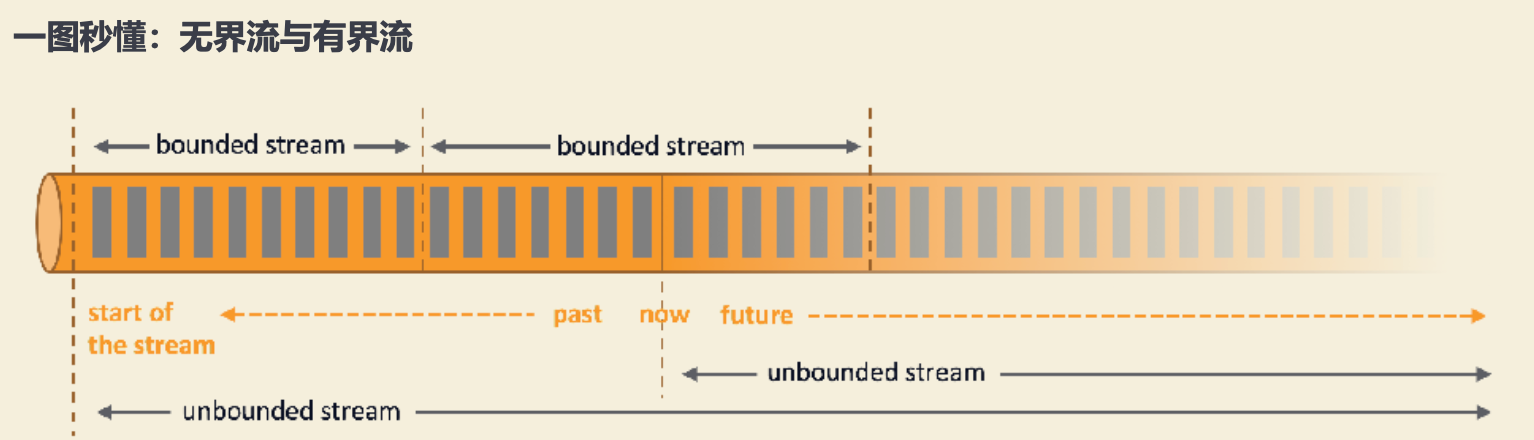 一图秒懂：无界流与有界流
bounded stream
bounded stream
start of
the stream
past
now
future
unbounded stream
unbounded stream